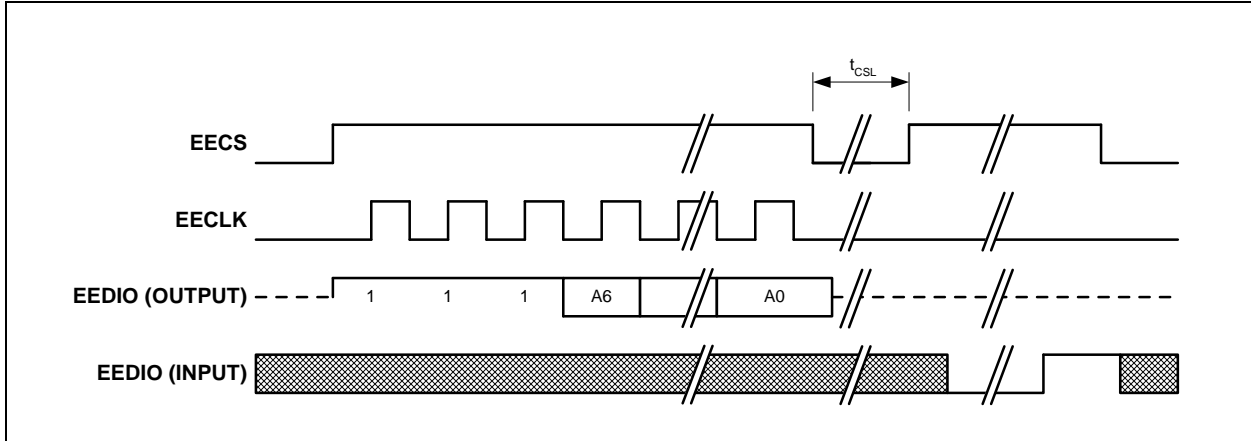 tCSL
EECS
EECLK
EEDIO (OUTPUT)
1 1 1 A6 A0
EEDIO (INPUT)